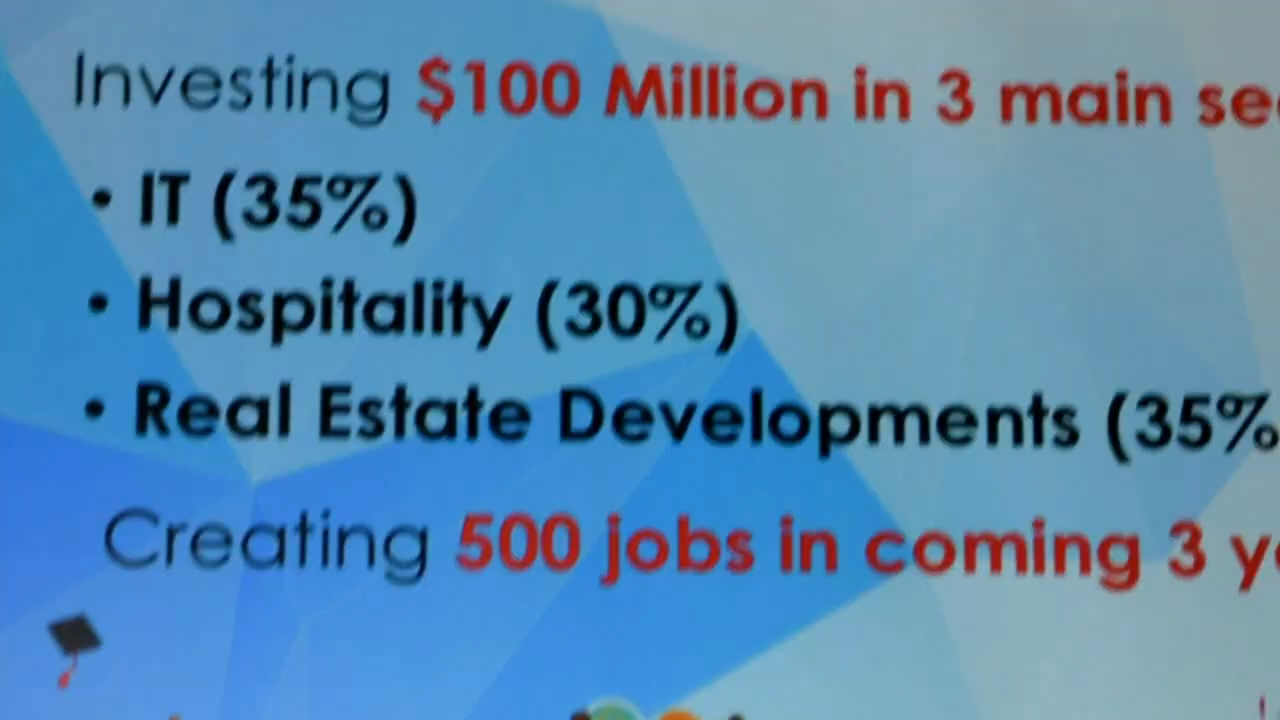 Investing $100 Million in 3 main se
• IT (35%)
• Hospitality (30%)
• Real Estate Developments (35%
Creating 500 jobs in coming 3 y